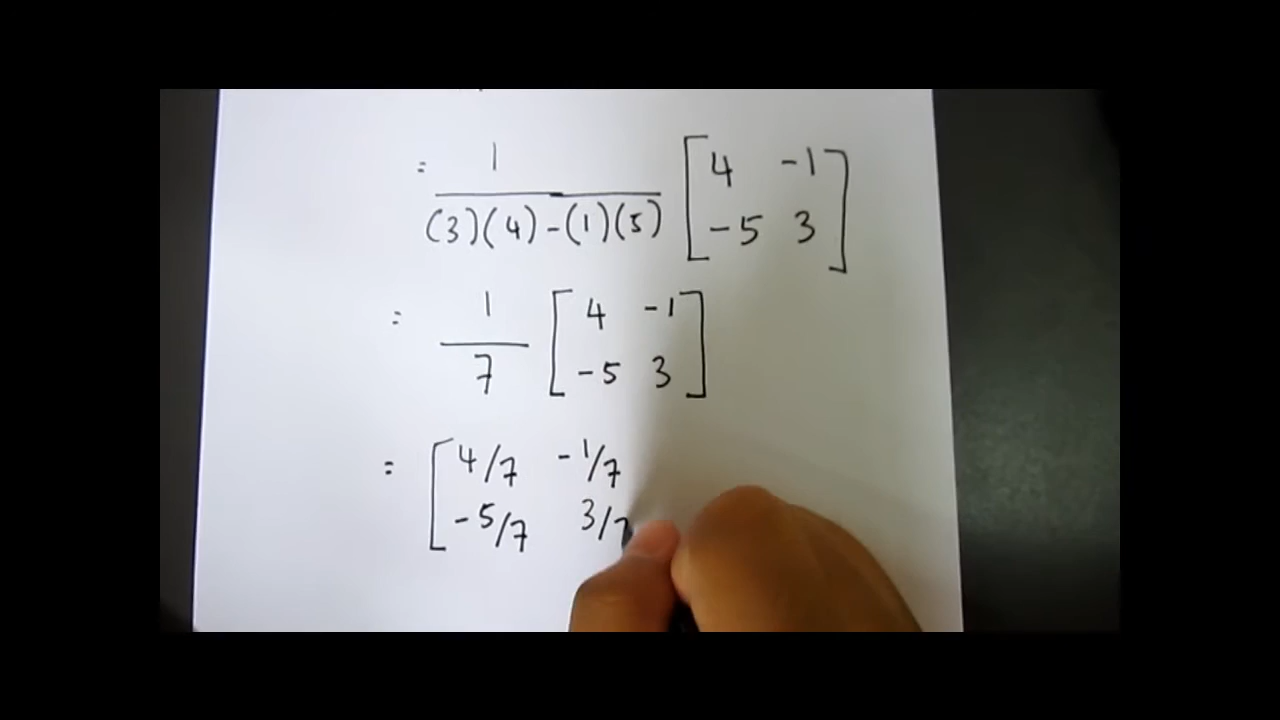 = 1
(3)(4)-(1)(5) [4 -1
-5 3]
= 1
7 [4 -1
-5 3]
= [4/7 -1/7
-5/7 3/7